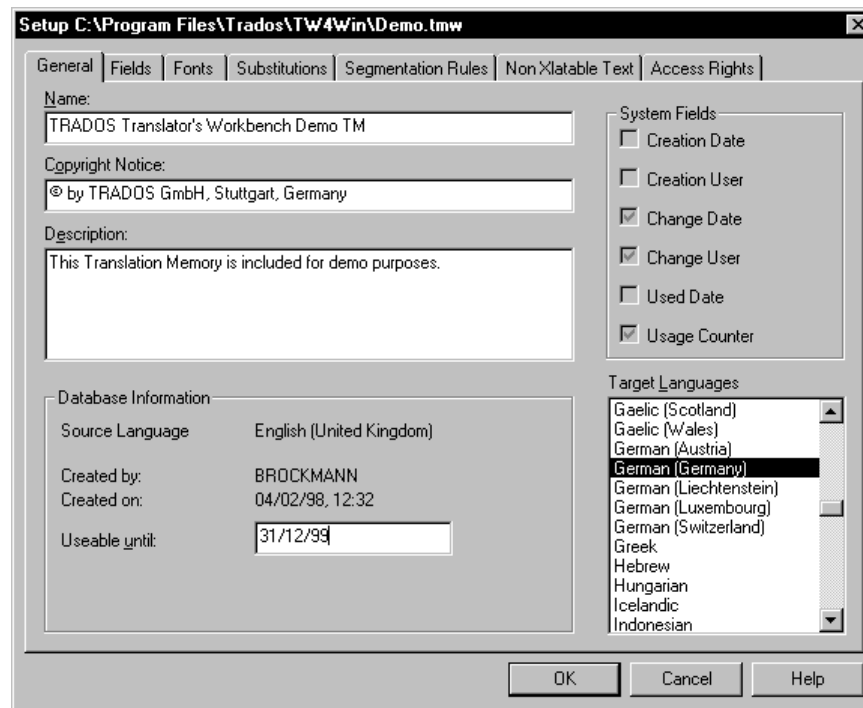 Setup C:\Program Files\Trados\TW4Win\Demo.tmw
General Fields Fonts Substitutions Segmentation Rules Non Xlatable Text Access Rights
Name:
TRADOS Translator's Workbench Demo TM
Copyright Notice:
© by TRADOS GmbH, Stuttgart, Germany
Description:
This Translation Memory is included for demo purposes.
System Fields
Creation Date
Creation User
Change Date
Change User
Used Date
Usage Counter
Database Information
Source Language English (United Kingdom)
Created by: BROCKMANN
Created on: 04/02/98, 12:32
Useable until: 31/12/99
Target Languages
Gaelic (Scotland)
Gaelic (Wales)
German (Austria)
German (Germany)
German (Liechtenstein)
German (Luxembourg)
German (Switzerland)
Greek
Hebrew
Hungarian
Icelandic
Indonesian
OK Cancel Help